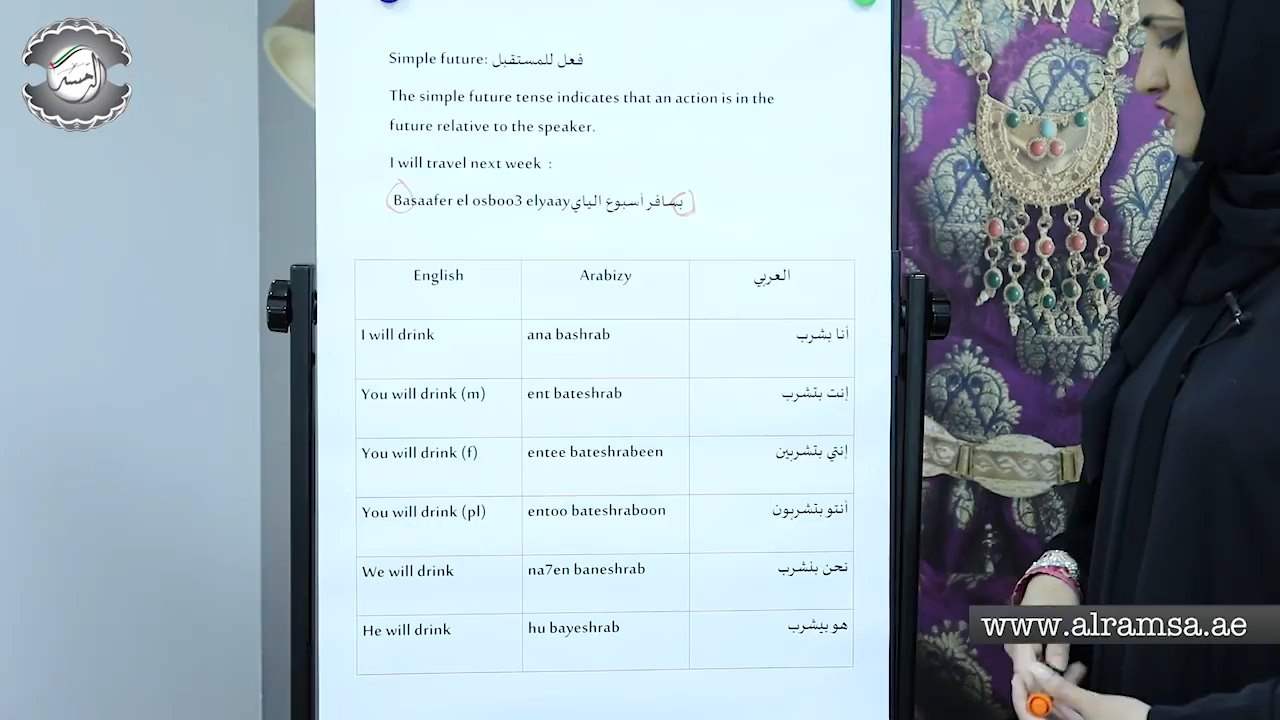 Simple future: فعل للمستقبل
The simple future tense indicates that an action is in the
future relative to the speaker.
I will travel next week :
Basaafer el osboo3 elyaay بسافر أسبوع الياي
English Arabizy العربي
I will drink ana bashrab أنا بشرب
You will drink (m) ent bateshrab إنت بتشرب
You will drink (f) entee bateshrabeen إنتي بتشربين
You will drink (pl) entoo bateshraboon أنتو بتشربون
We will drink na7en baneshrab نحن بنشرب
He will drink hu bayeshrab هو بيشرب
www.alramsa.ae
الرمسة